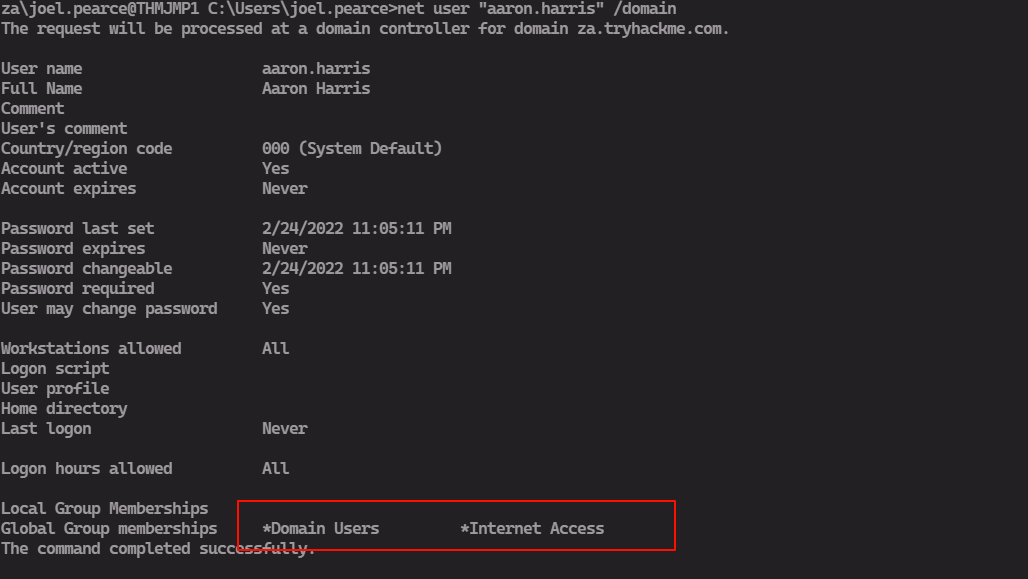 za\joel.pearce@THMJMP1 C:\Users\joel.pearce>net user "aaron.harris" /domain
The request will be processed at a domain controller for domain za.tryhackme.com.
User name                    aaron.harris
Full Name                    Aaron Harris
Comment
User's comment
Country/region code          000 (System Default)
Account active               Yes
Account expires              Never
Password last set            2/24/2022 11:05:11 PM
Password expires             Never
Password changeable          2/24/2022 11:05:11 PM
Password required            Yes
User may change password     Yes
Workstations allowed         All
Logon script
User profile
Home directory
Last logon                   Never
Logon hours allowed          All
Local Group Memberships
Global Group memberships     *Domain Users         *Internet Access
The command completed successfully.